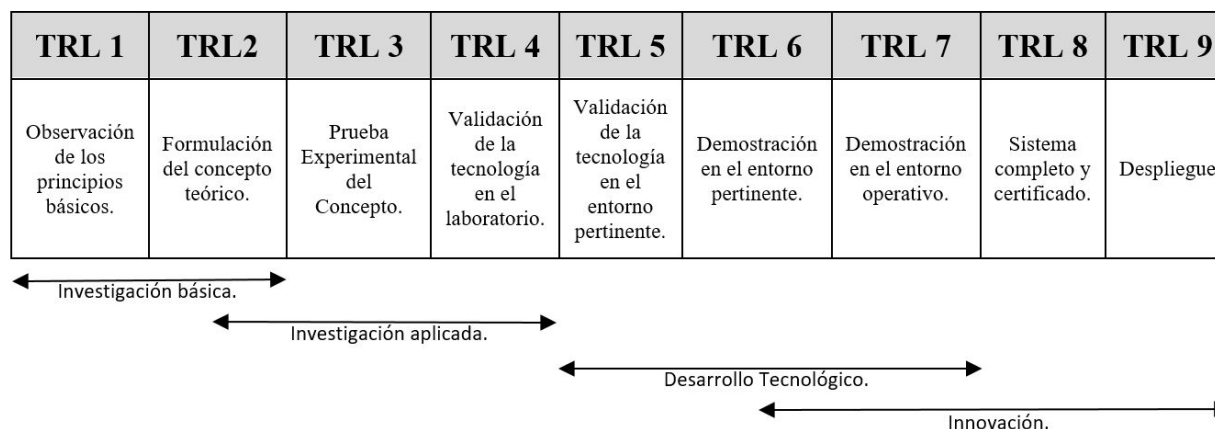 TRL 1
TRL2
TRL 3
TRL 4
TRL 5
TRL 6
TRL 7
TRL 8
TRL 9
Observación
de los
principios
básicos.
Formulación
del concepto
teórico.
Prueba
Experimental
del
Concepto.
Validación
de la
tecnología
en el
laboratorio.
Validación
de la
tecnología
en el
entorno
pertinente.
Demostración
en el entorno
pertinente.
Demostración
en el entorno
operativo.
Sistema
completo y
certificado.
Despliegue
Investigación básica.
Investigación aplicada.
Desarrollo Tecnológico.
Innovación.